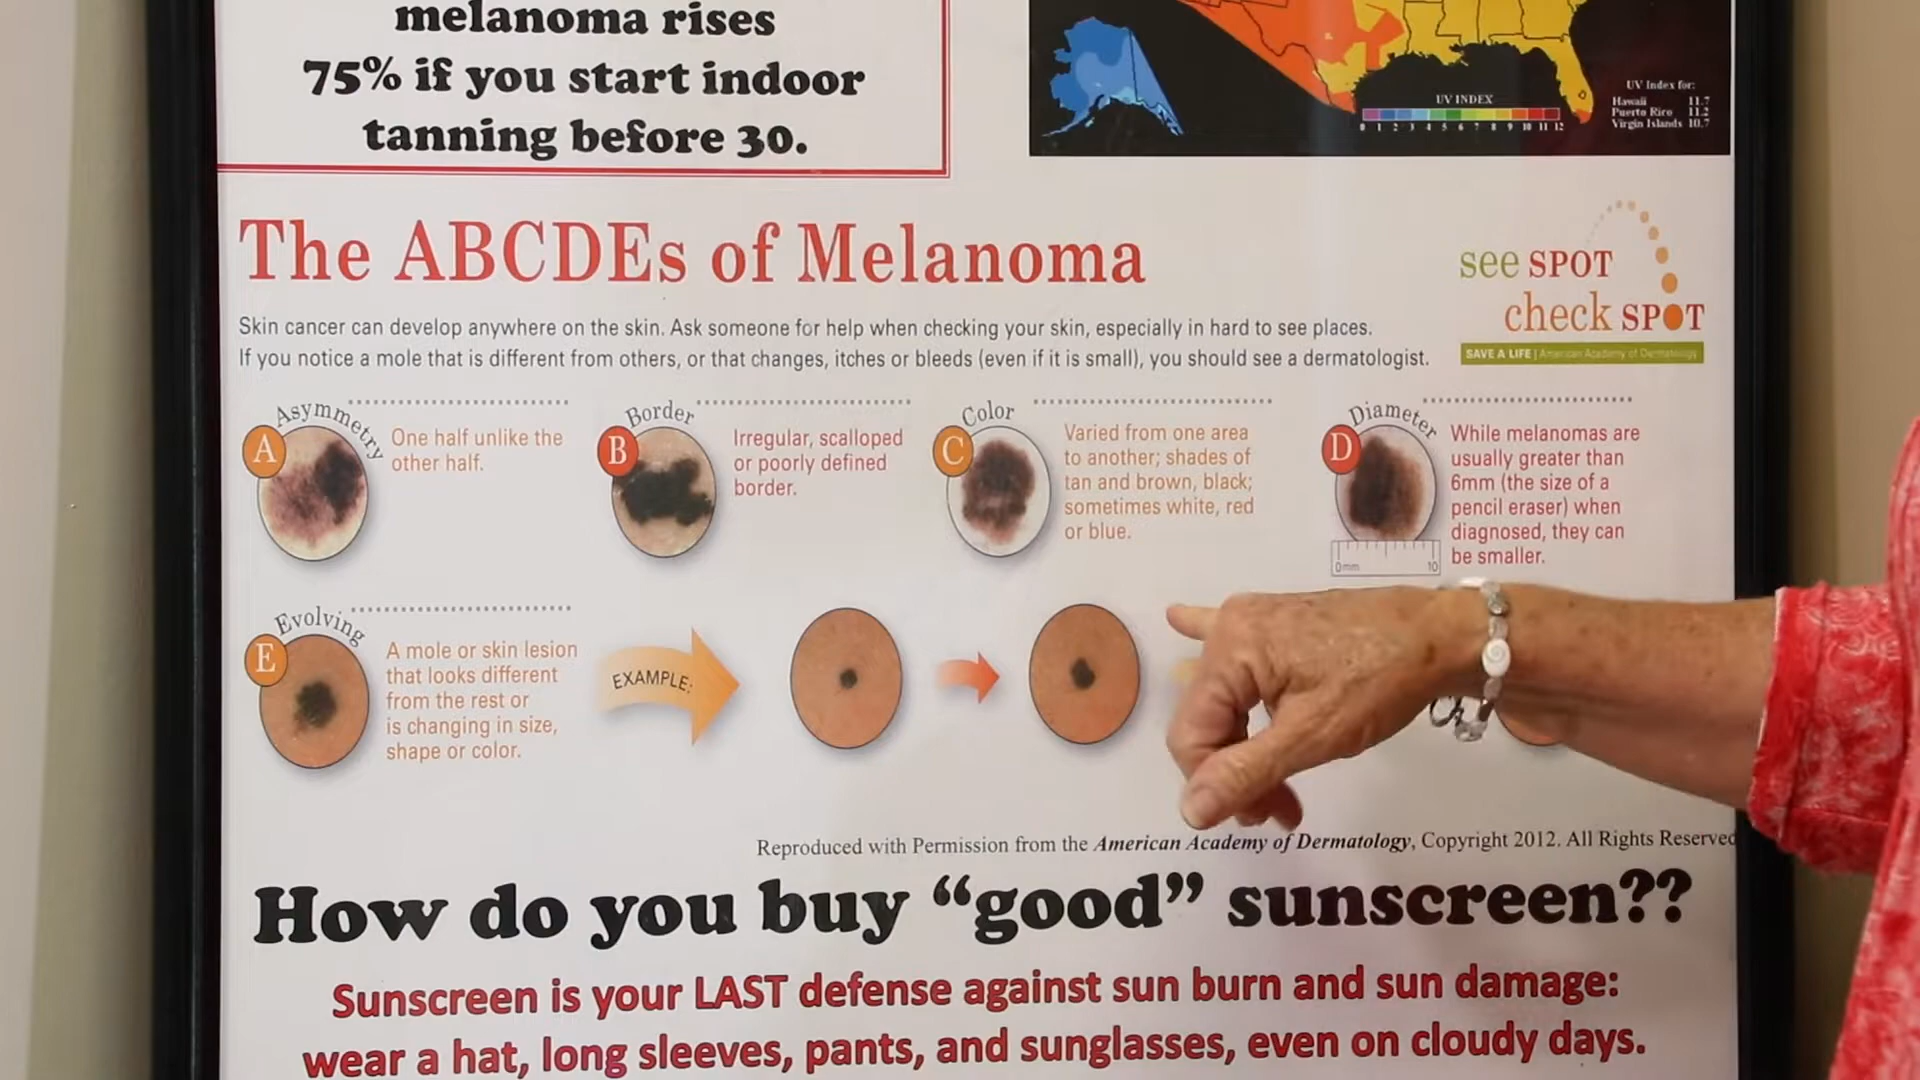 melanoma rises
75% if you start indoor
tanning before 30.
UV INDEX
0 1 2 3 4 5 6 7 8 9 10 11 12
UV Index for:
Hawaii 11.7
Puerto Rico 11.2
Virgin Islands 10.7
The ABCDEs of Melanoma
see SPOT
check SPOT
SAVE A LIFE | American Academy of Dermatology
Skin cancer can develop anywhere on the skin. Ask someone for help when checking your skin, especially in hard to see places.
If you notice a mole that is different from others, or that changes, itches or bleeds (even if it is small), you should see a dermatologist.
Asymmetry
A
One half unlike the
other half.
Border
B
Irregular, scalloped
or poorly defined
border.
Color
C
Varied from one area
to another; shades of
tan and brown, black;
sometimes white, red
or blue.
Diameter
D
While melanomas are
usually greater than
6mm (the size of a
pencil eraser) when
diagnosed, they can
be smaller.
0mm 10
Evolving
E
A mole or skin lesion
that looks different
from the rest or
is changing in size,
shape or color.
EXAMPLE:
Reproduced with Permission from the American Academy of Dermatology, Copyright 2012. All Rights Reserved
How do you buy “good” sunscreen??
Sunscreen is your LAST defense against sun burn and sun damage:
wear a hat, long sleeves, pants, and sunglasses, even on cloudy days.